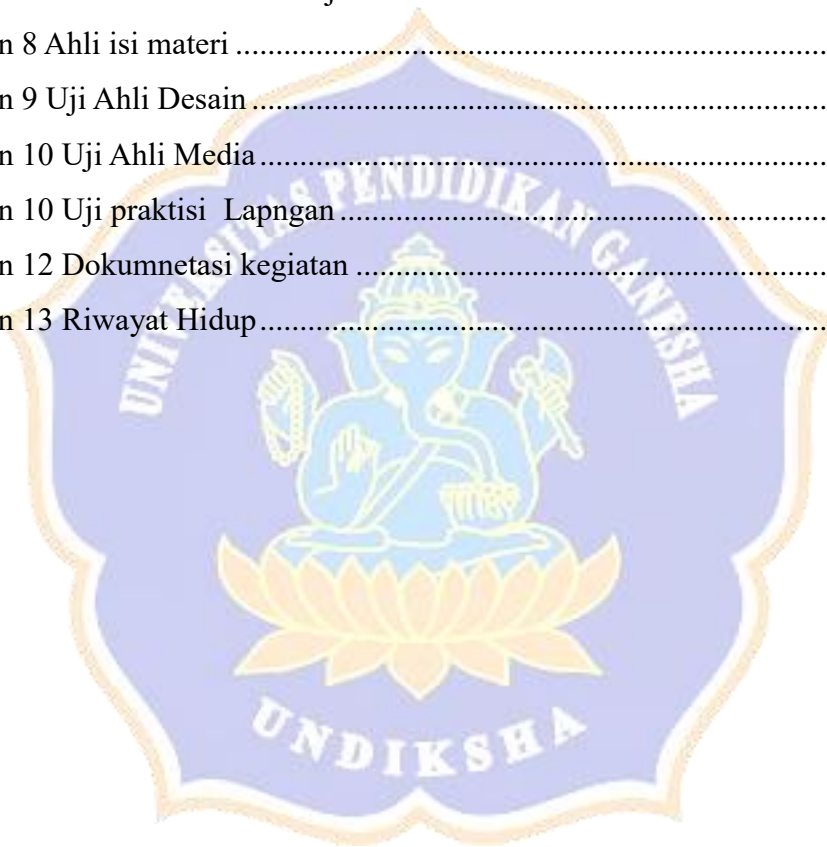 n 8 Ahli isi materi ..........................................................................
n 9 Uji Ahli Desain ........................................................................
n 10 Uji Ahli Media .......................................................................
n 10 Uji praktisi  Lapngan .............................................................
n 12 Dokumnetasi kegiatan ...........................................................
n 13 Riwayat Hidup .......................................................................
UNIVERSITAS PENDIDIKAN GANESHA
UNDIKSHA